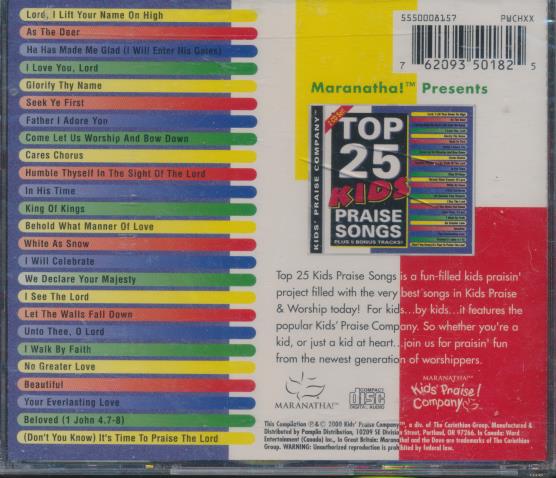 Lord, I Lift Your Name On High
As The Deer
He Has Made Me Glad (I Will Enter His Gates)
I Love You, Lord
Glorify Thy Name
Seek Ye First
Father I Adore You
Come Let Us Worship And Bow Down
Cares Chorus
Humble Thyself In The Sight Of The Lord
In His Time
King Of Kings
Behold What Manner Of Love
White As Snow
I Will Celebrate
We Declare Your Majesty
I See The Lord
Let The Walls Fall Down
Unto Thee, O Lord
I Walk By Faith
No Greater Love
Beautiful
Your Everlasting Love
Beloved (1 John 4.7-8)
(Don't You Know) It's Time To Praise The Lord
5550008157 PWCHXX
7 62093 50182 5
Maranatha!™ Presents
KIDS' PRAISE COMPANY™
TOP
25
KIDS
PRAISE
SONGS
PLUS 5 BONUS TRACKS!
Top 25 Kids Praise Songs is a fun-filled kids praisin'
project filled with the very best songs in Kids Praise
& Worship today! For kids...by kids...it features the
popular Kids' Praise Company. So whether you're a
kid, or just a kid at heart...join us for praisin' fun
from the newest generation of worshippers.
MARANATHA!™
COMPACT
disc
DIGITAL AUDIO
MARANATHA!™
Kids' Praise!
Company™
This Compilation ℗&© 2000 Kids' Praise Company™, a div. of The Corinthian Group. Manufactured &
Distributed by Pamplin Distribution, 10209 SE Division Street, Portland, OR 97266. In Canada: Word
Entertainment (Canada) Inc., In Great Britain: Maranatha! and the Dove are trademarks of The Corinthian
Group. WARNING: Unauthorized reproduction is prohibited by federal law.